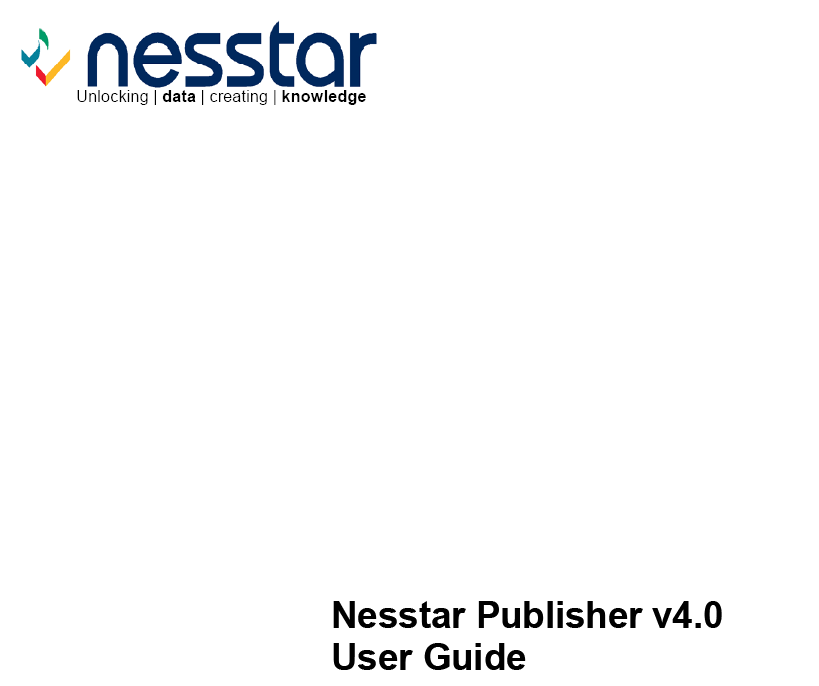 nesstar
Unlocking | data | creating | knowledge
Nesstar Publisher v4.0
User Guide